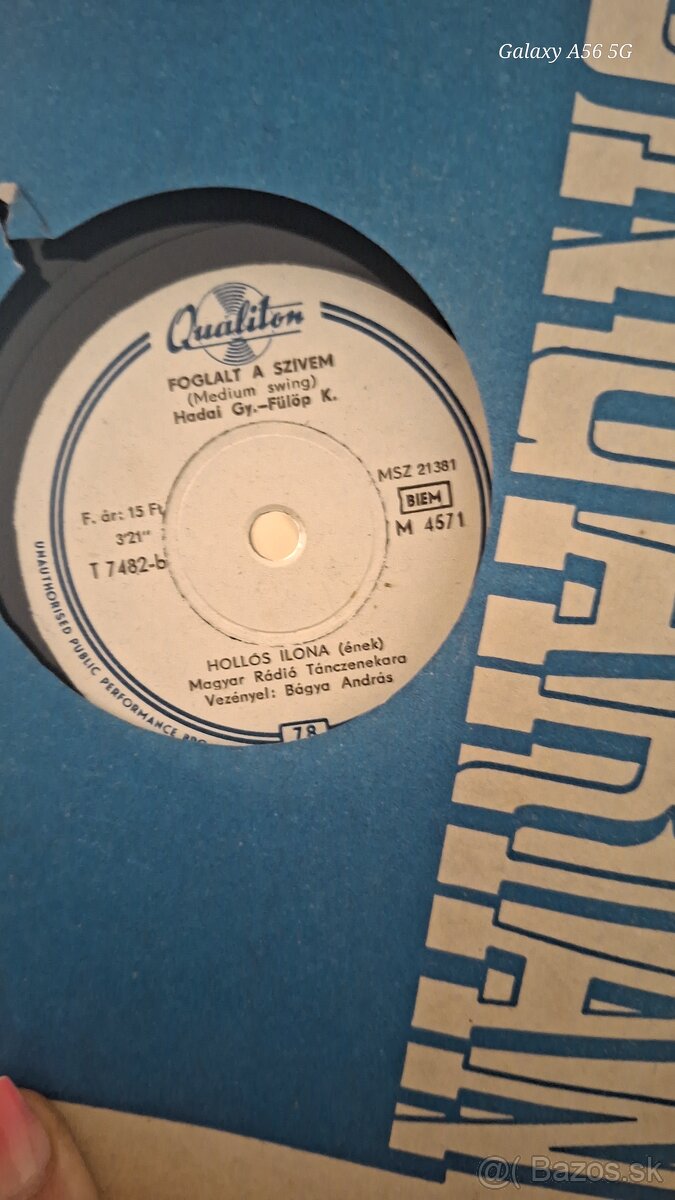 Galaxy A56 5G
Qualiton
FOGLALT A SZIVEM
(Medium swing)
Hadai Gy.-Fülöp K.
F. ár: 15 Ft
3'21"
T 7482-b
MSZ 21381
BIEM
M 4571
HOLLÓS ILONA (ének)
Magyar Rádió Tánczenekara
Vezényel: Bágya András
78
UNAUTHORISED PUBLIC PERFORMANCE
HUNGARIAN
@( Bazos.sk